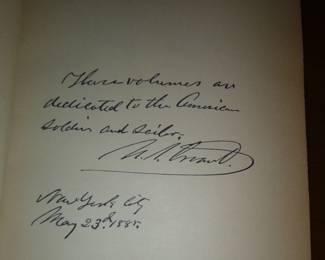 These volumes are
dedicated to the American
soldier and sailor.
U. S. Grant.
New York City
May 23d. 1885.